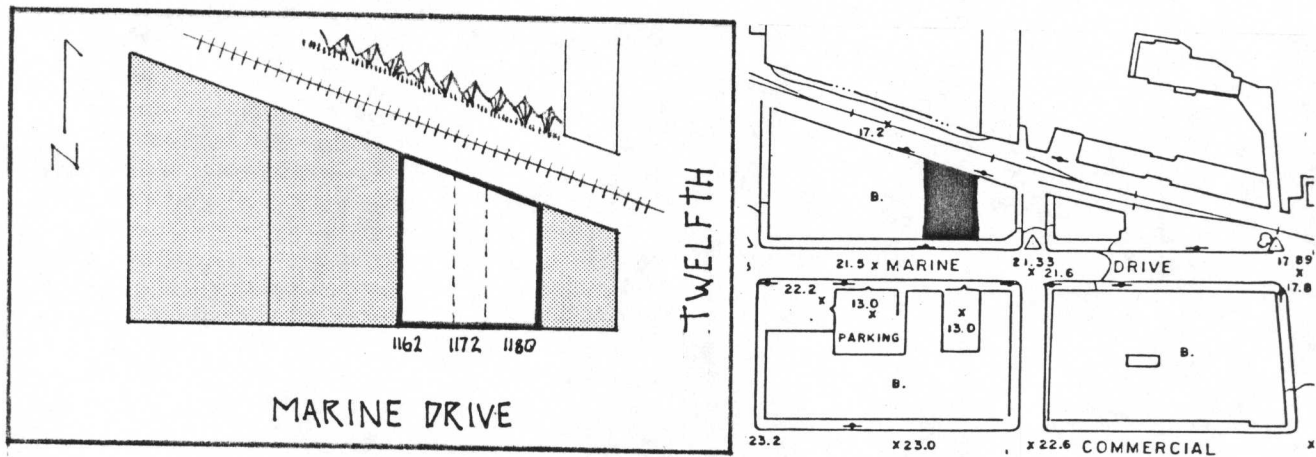 N
TWELFTH
1162 1172 1180
MARINE DRIVE
17.2
B.
21.5 x MARINE 21.33 x 21.6 DRIVE 17.89
x
17.8
22.2
x
13.0
x
x
13.0
PARKING
B.
B.
23.2 x 23.0 x 22.6 COMMERCIAL x